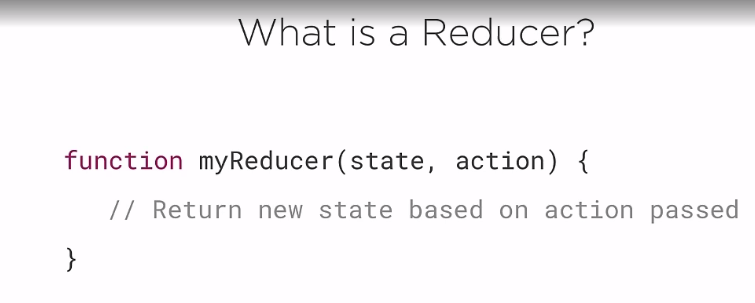 What is a Reducer?
function myReducer(state, action) {
// Return new state based on action passed
}